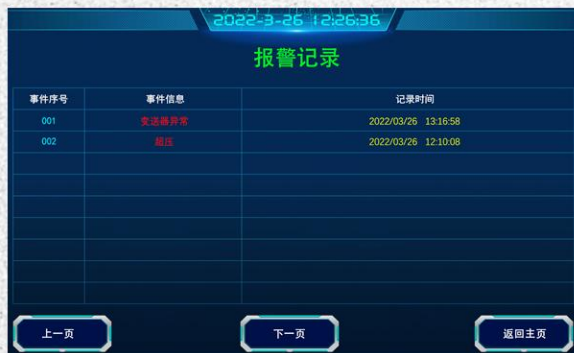 2022-3-26 12:26:36
报警记录
事件序号 事件信息 记录时间
001 变送器异常 2022/03/26 13:16:58
002 超压 2022/03/26 12:10:08
上一页 下一页 返回主页